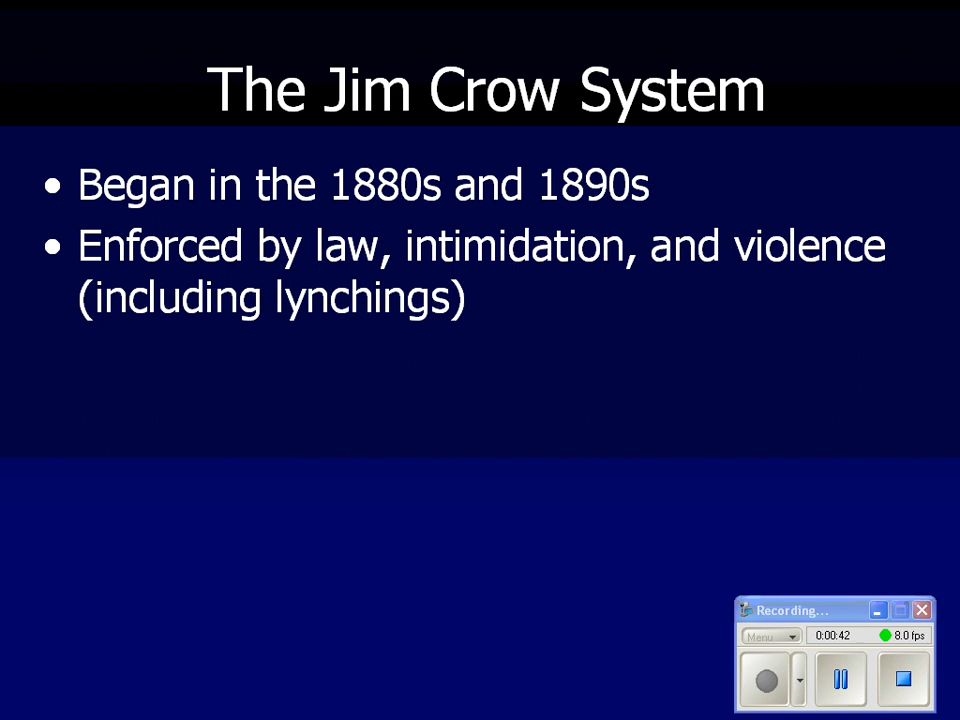 The Jim Crow System
• Began in the 1880s and 1890s
• Enforced by law, intimidation, and violence
(including lynchings)
Recording...
Menu
0:00:42
8.0 fps